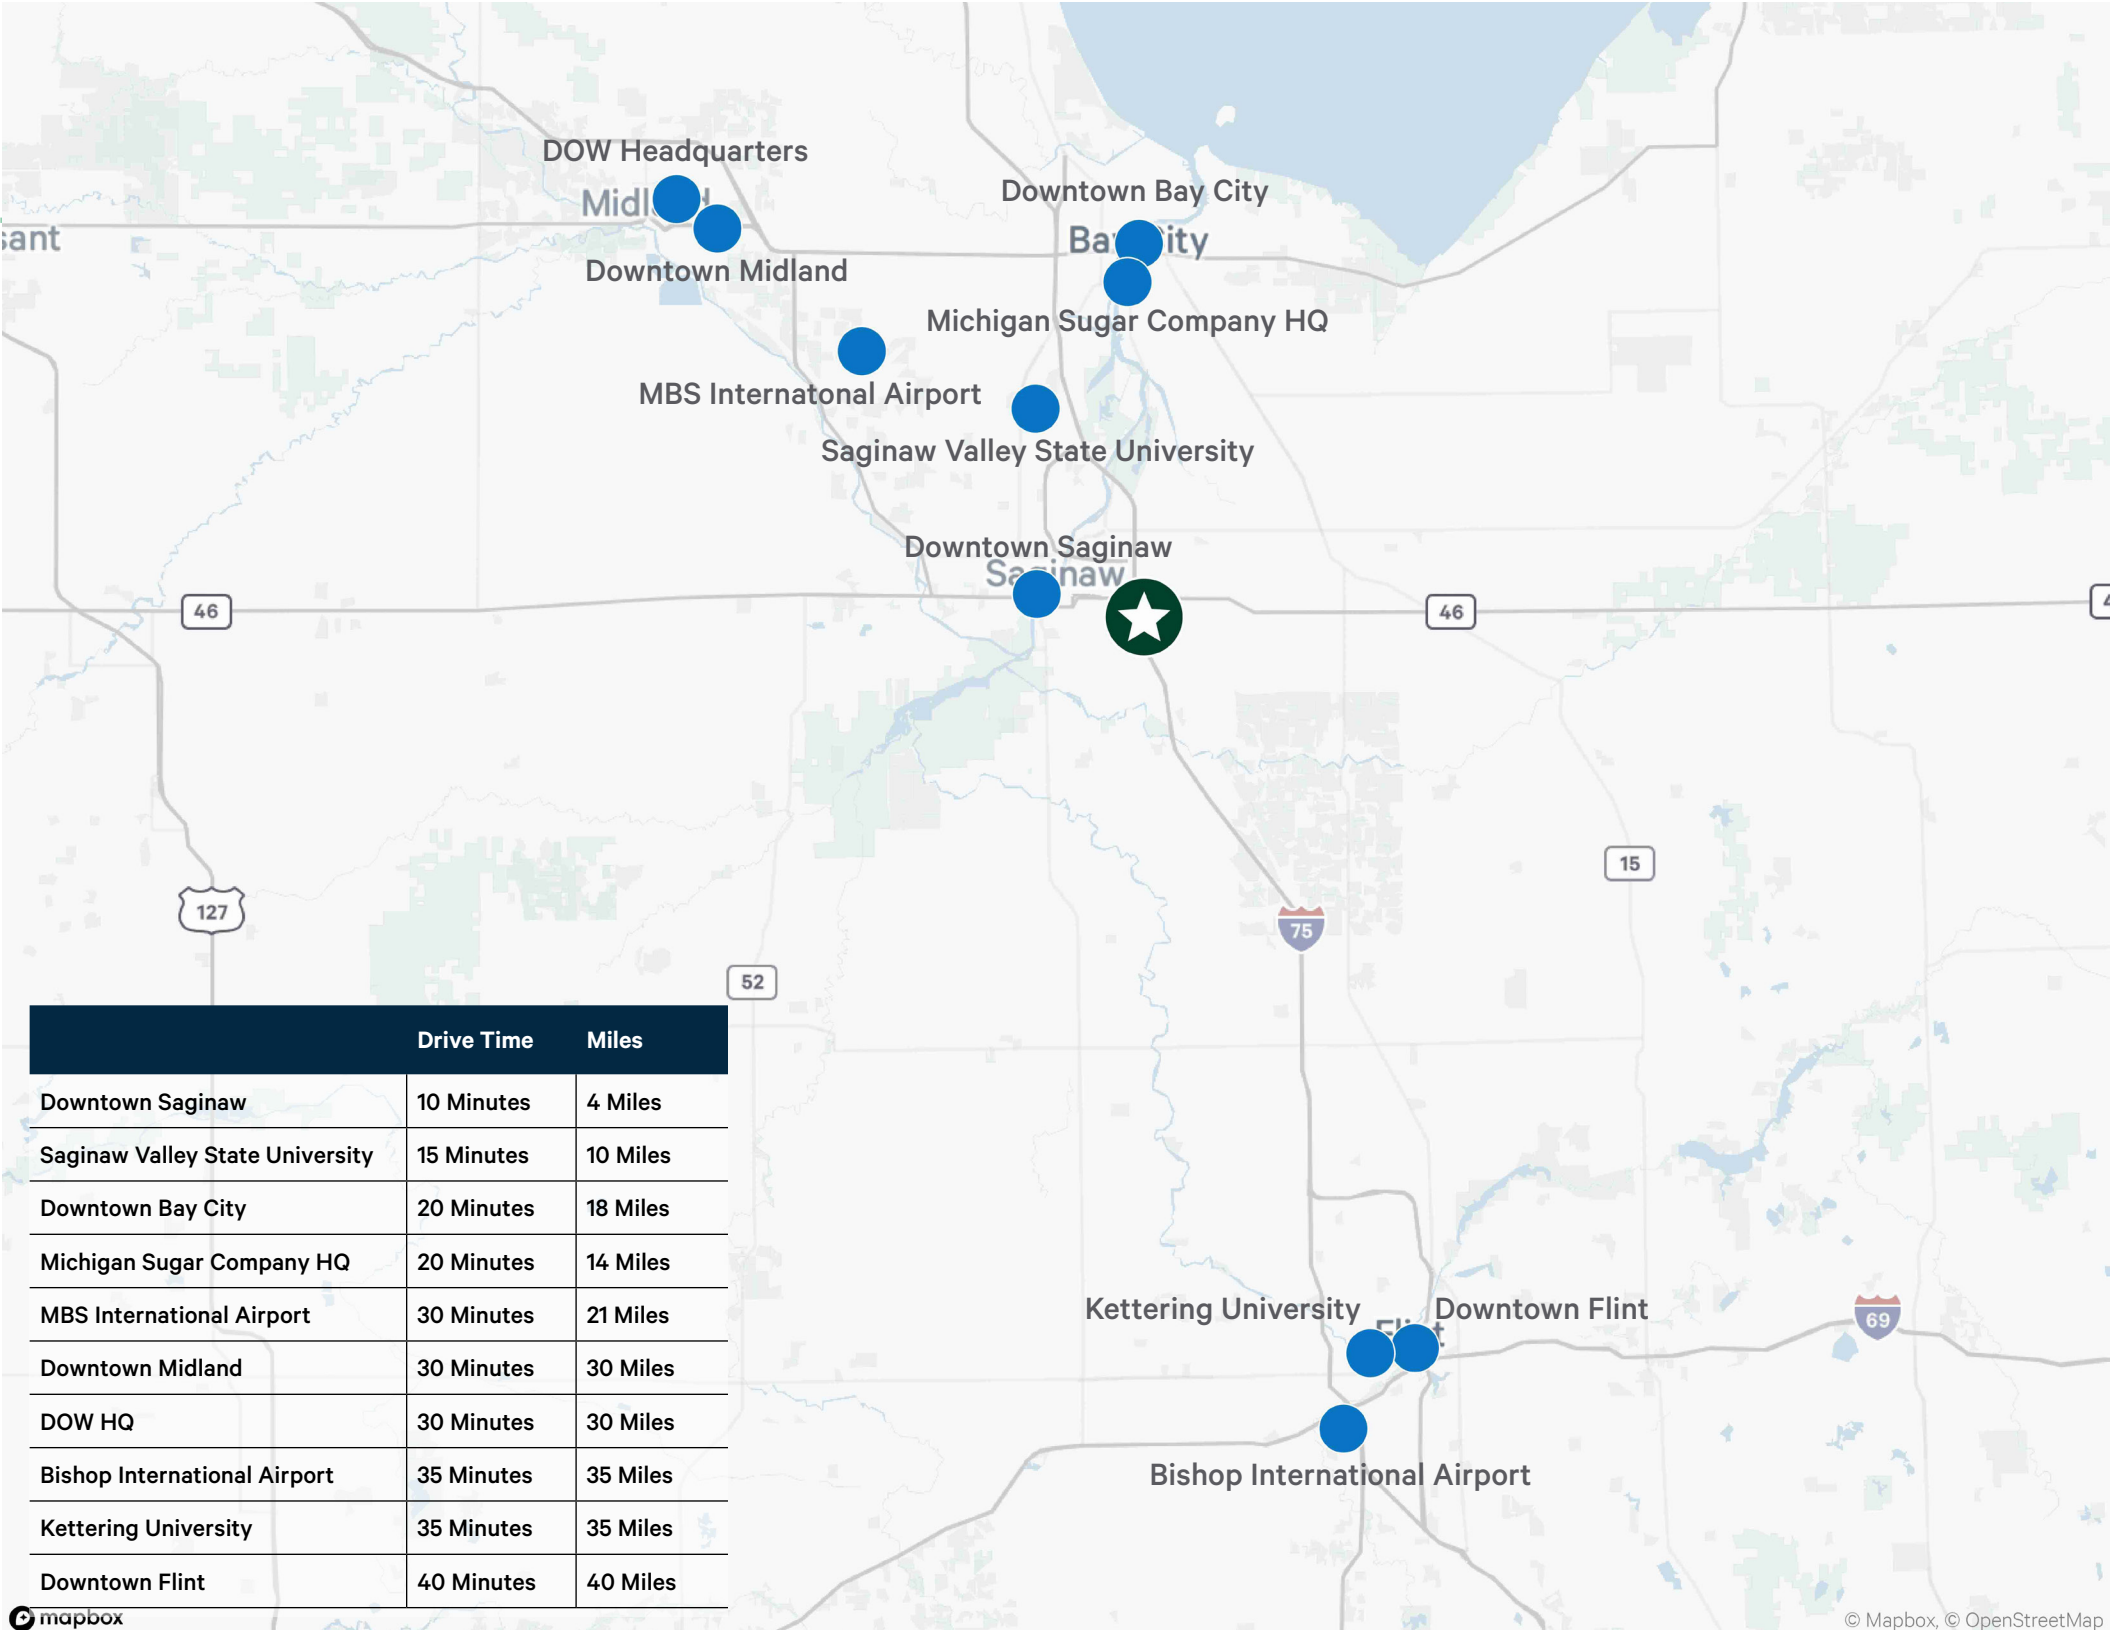 DOW Headquarters
Downtown Bay City
Downtown Midland
Michigan Sugar Company HQ
MBS Internatonal Airport
Saginaw Valley State University
Downtown Saginaw
Saginaw
46
46
15
127
75
52
Drive Time Miles
Downtown Saginaw 10 Minutes 4 Miles
Saginaw Valley State University 15 Minutes 10 Miles
Downtown Bay City 20 Minutes 18 Miles
Michigan Sugar Company HQ 20 Minutes 14 Miles
MBS International Airport 30 Minutes 21 Miles
Downtown Midland 30 Minutes 30 Miles
DOW HQ 30 Minutes 30 Miles
Bishop International Airport 35 Minutes 35 Miles
Kettering University 35 Minutes 35 Miles
Downtown Flint 40 Minutes 40 Miles
Kettering University
Downtown Flint
69
Bishop International Airport
mapbox
© Mapbox, © OpenStreetMap